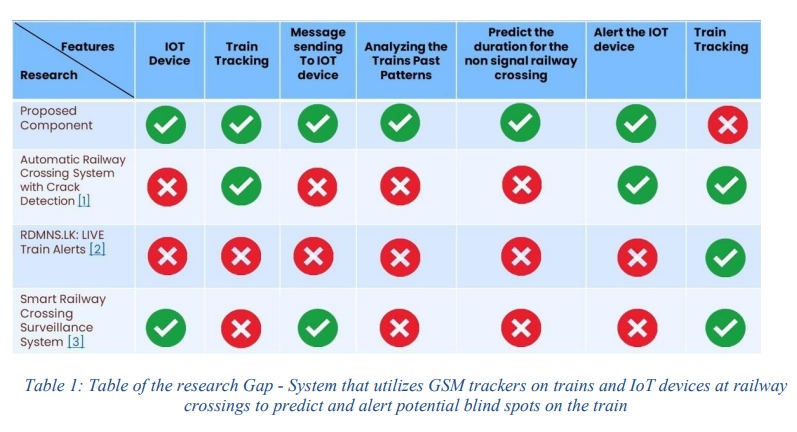 Features
Research
IOT
Device
Train
Tracking
Message
sending
To IOT
device
Analyzing the
Trains Past
Patterns
Predict the
duration for the
non signal railway
crossing
Alert the IOT
device
Train
Tracking
Proposed
Component
Automatic Railway
Crossing System
with Crack
Detection [1]
RDMNS.LK: LIVE
Train Alerts [2]
Smart Railway
Crossing
Surveillance
System [3]
Table 1: Table of the research Gap - System that utilizes GSM trackers on trains and IoT devices at railway
crossings to predict and alert potential blind spots on the train